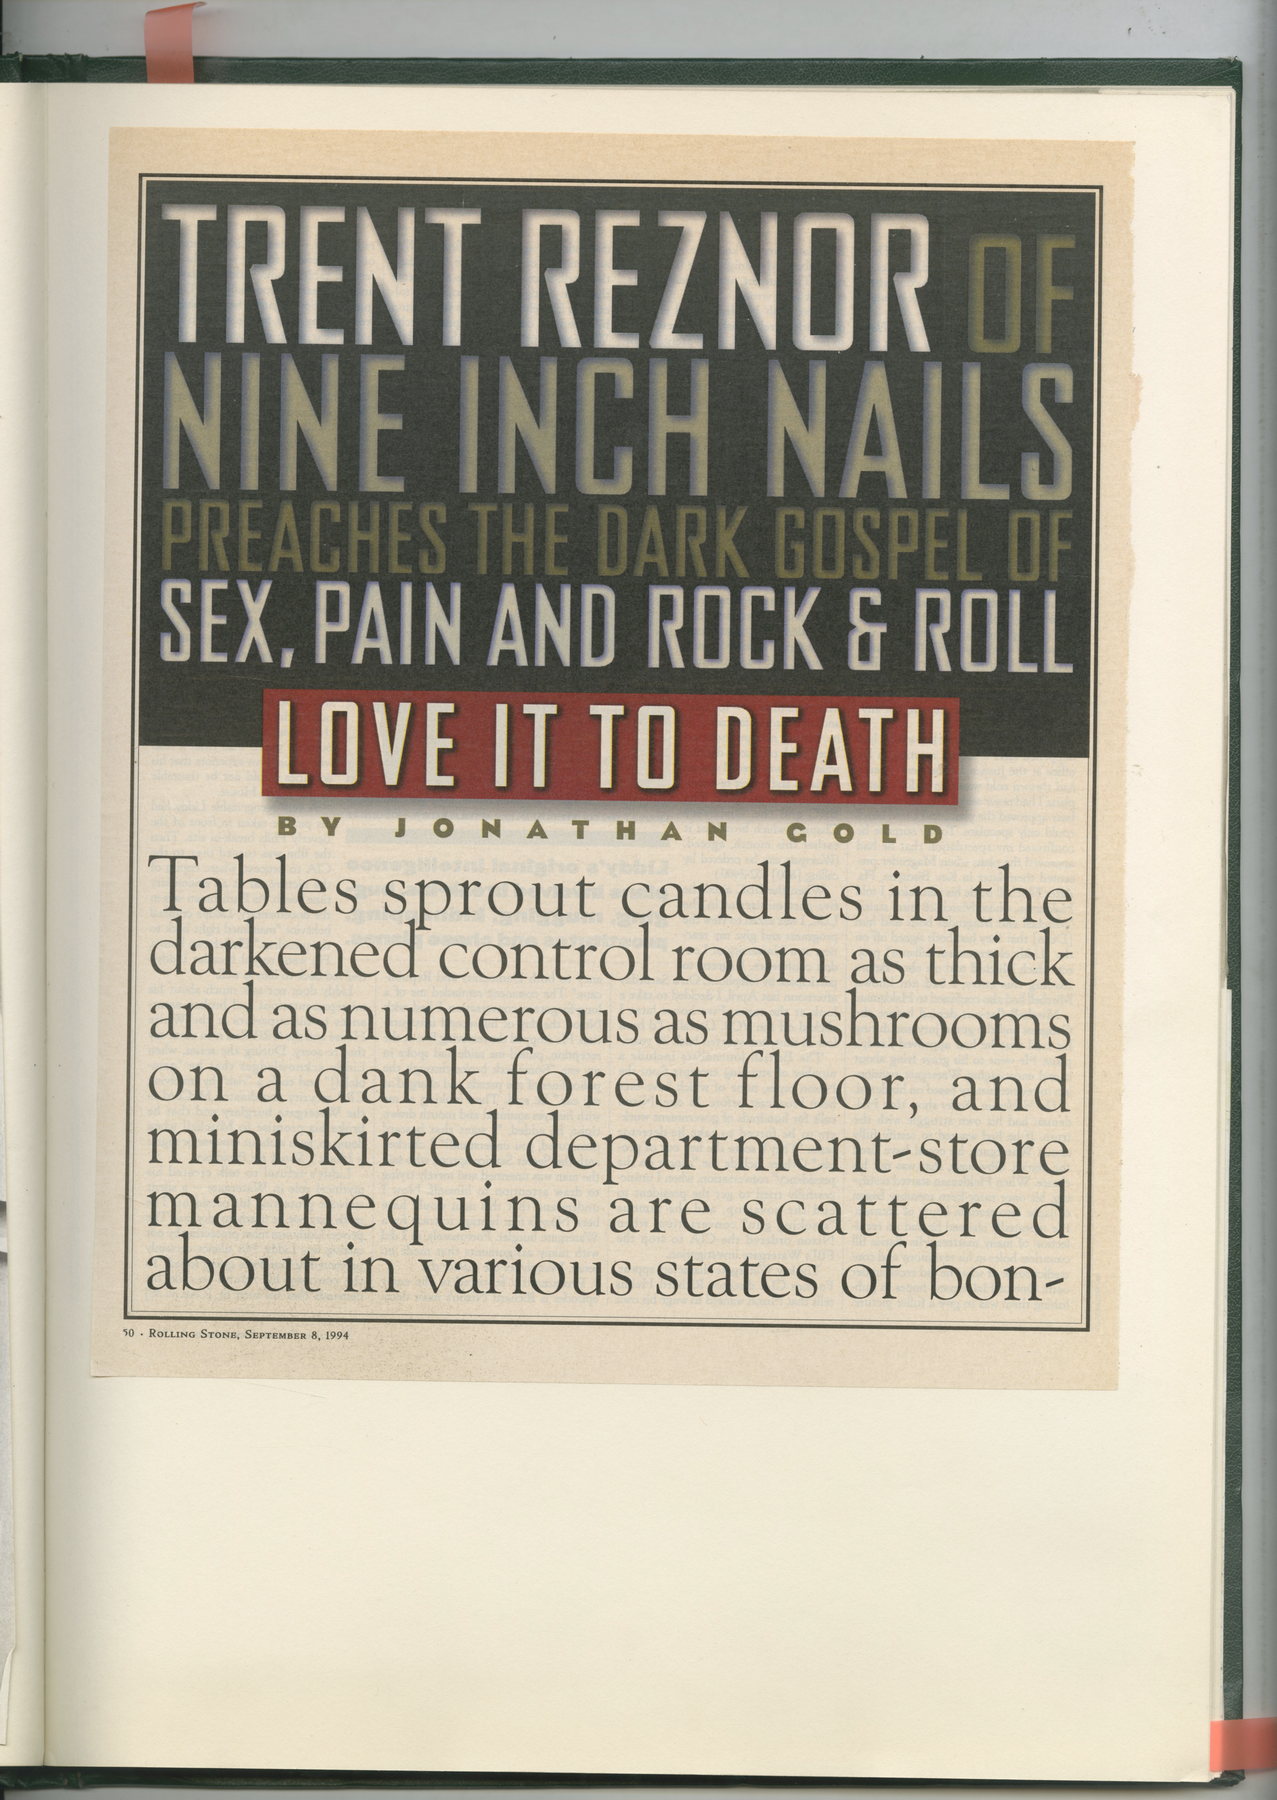 TRENT REZNOR OF
NINE INCH NAILS
PREACHES THE DARK GOSPEL OF
SEX, PAIN AND ROCK & ROLL
LOVE IT TO DEATH
BY JONATHAN GOLD
Tables sprout candles in the
darkened control room as thick
and as numerous as mushrooms
on a dank forest floor, and
miniskirted department-store
mannequins are scattered
about in various states of bon-
50 · ROLLING STONE, SEPTEMBER 8, 1994